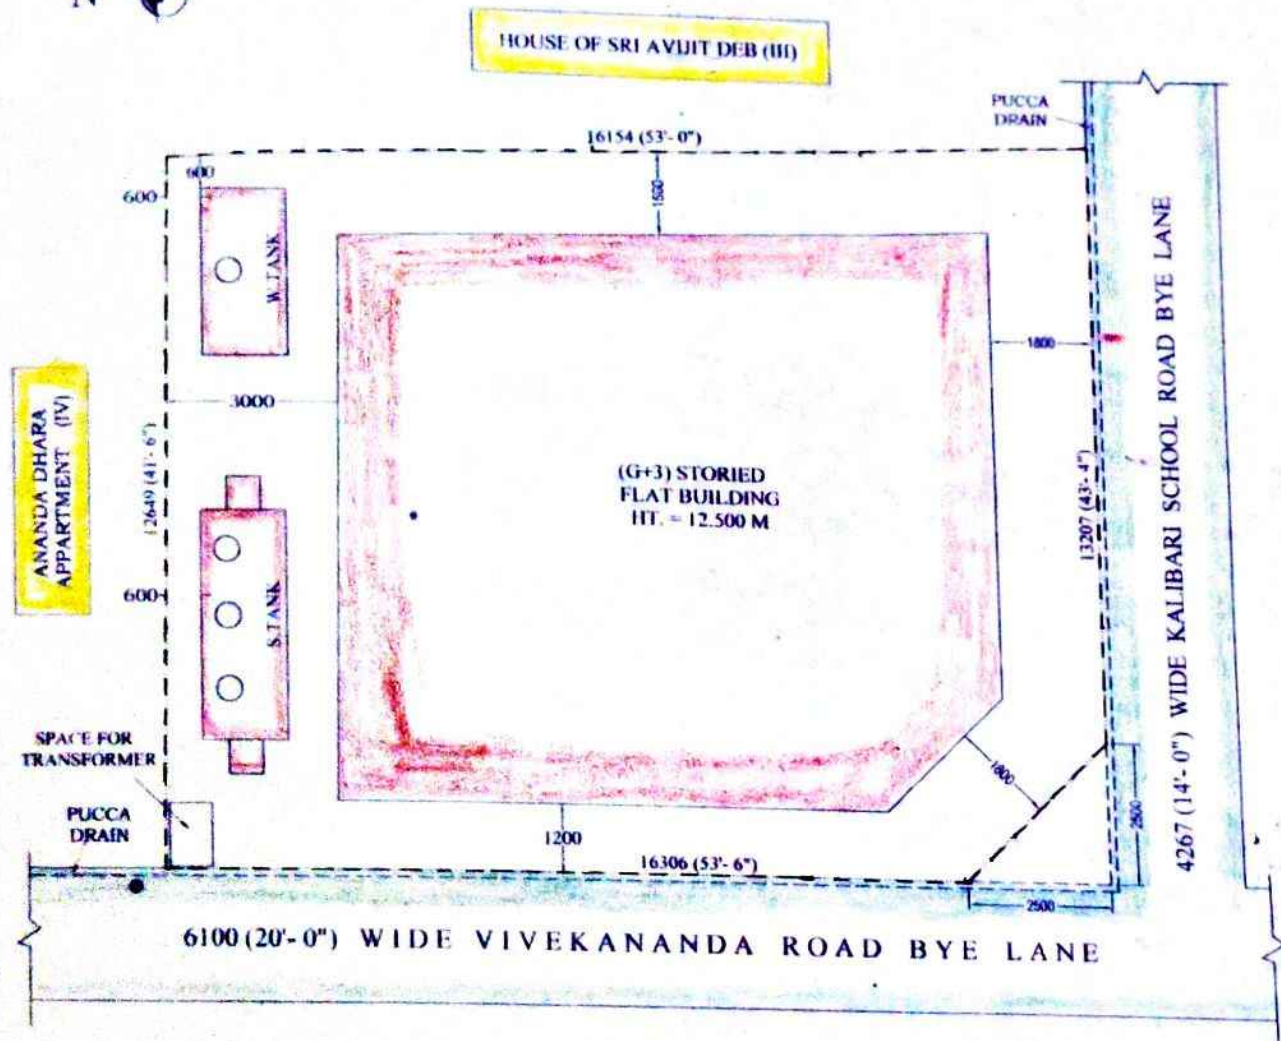 N
HOUSE OF SRI AVIJIT DEB (III)
PUCCA
DRAIN
16154 (53'- 0")
600
600
1500
W.TANK
1800
3000
ANANDA DHARA
APPARTMENT (IV)
12649 (41'- 6")
(G+3) STORIED
FLAT BUILDING
HT. = 12.500 M
13207 (43'- 4")
4267 (14'- 0") WIDE KALIBARI SCHOOL ROAD BYE LANE
600
S.TANK
SPACE FOR
TRANSFORMER
1800
PUCCA
DRAIN
1200
16306 (53'- 6")
2500
2500
6100 (20'- 0") WIDE VIVEKANANDA ROAD BYE LANE